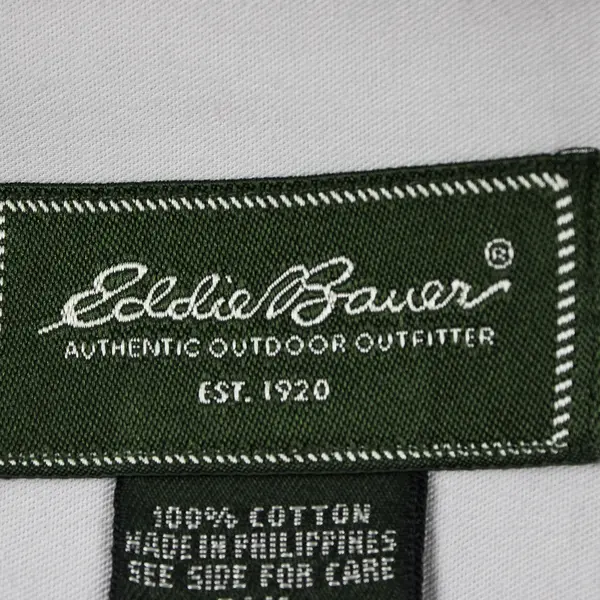 Eddie Bauer®
AUTHENTIC OUTDOOR OUTFITTER
EST. 1920
100% COTTON
MADE IN PHILIPPINES
SEE SIDE FOR CARE